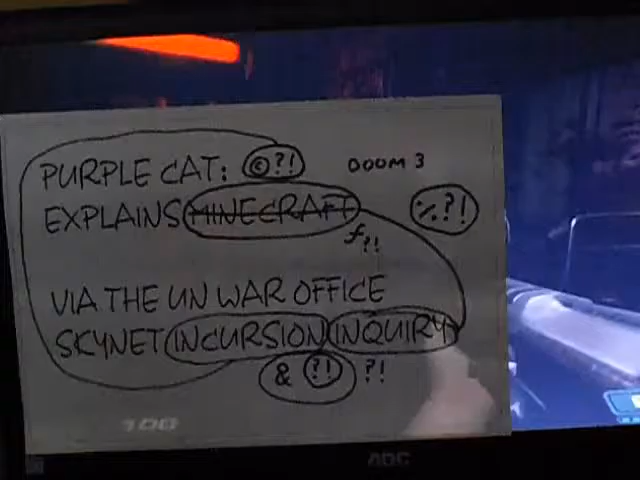 PURPLE CAT: ©?! DOOM 3
EXPLAINS MINECRAFT %?!
f?!
VIA THE UN WAR OFFICE
SKYNET INCURSION INQUIRY
& ?! ?!
100
AOC